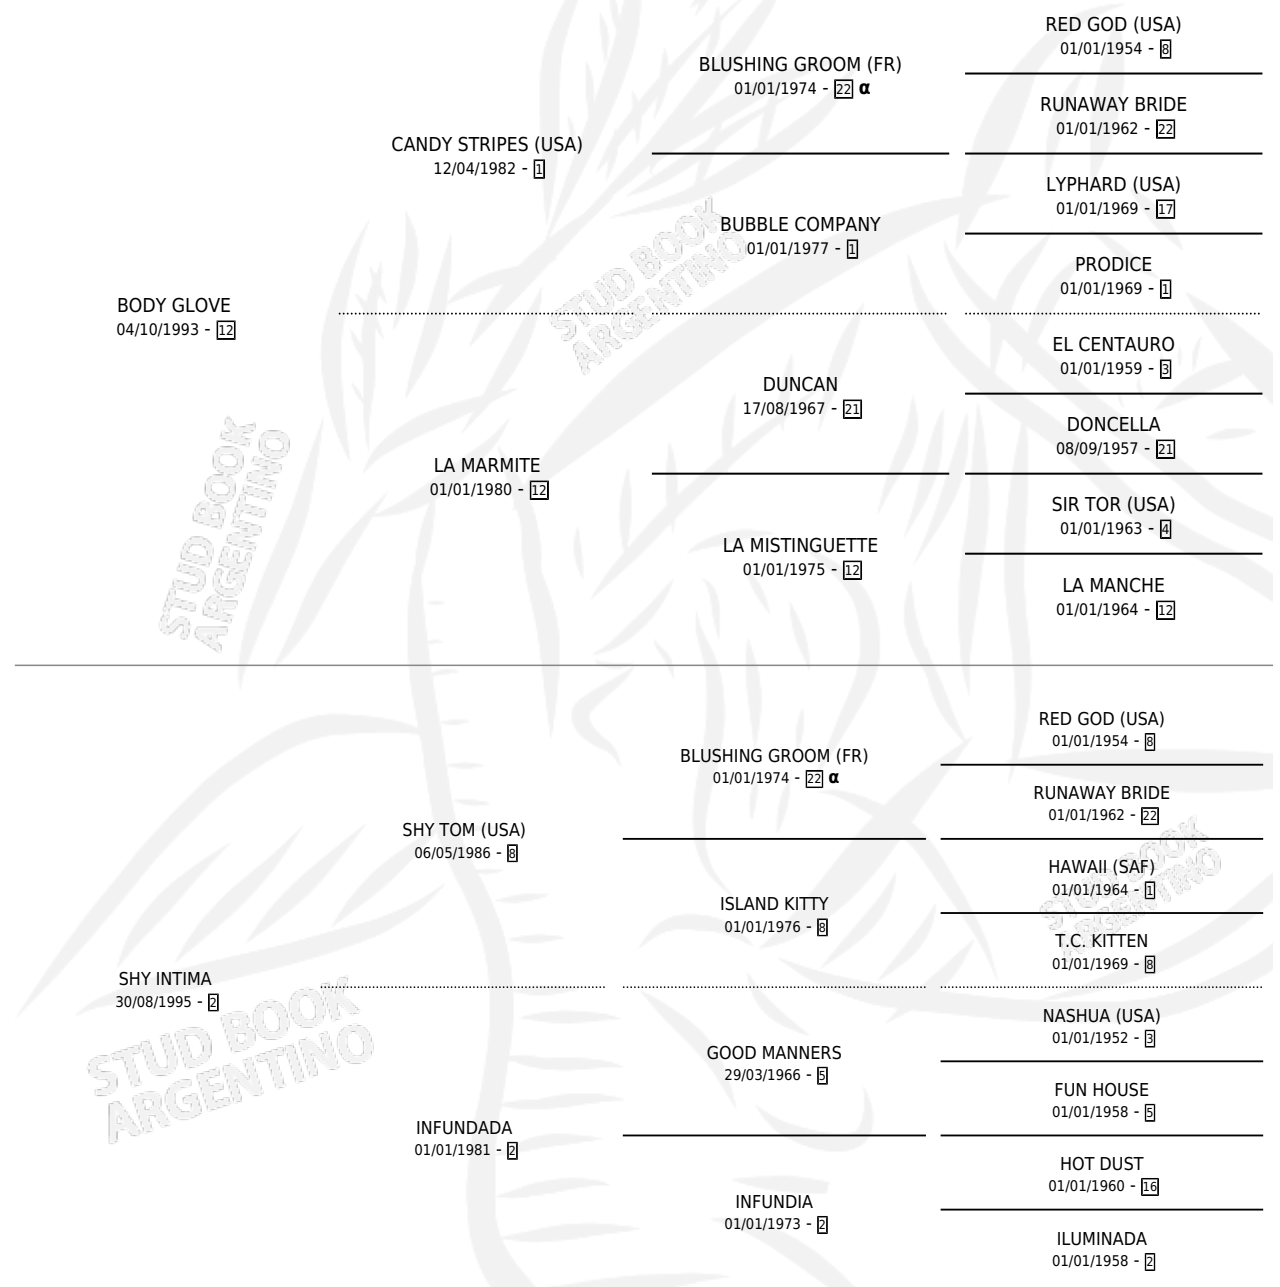 RED GOD (USA)
01/01/1954 - 8
BLUSHING GROOM (FR)
01/01/1974 - 22 α
RUNAWAY BRIDE
01/01/1962 - 22
CANDY STRIPES (USA)
12/04/1982 - 1
LYPHARD (USA)
01/01/1969 - 17
BUBBLE COMPANY
01/01/1977 - 1
PRODICE
01/01/1969 - 1
BODY GLOVE
04/10/1993 - 12
EL CENTAURO
01/01/1959 - 3
DUNCAN
17/08/1967 - 21
DONCELLA
08/09/1957 - 21
LA MARMITE
01/01/1980 - 12
SIR TOR (USA)
01/01/1963 - 4
LA MISTINGUETTE
01/01/1975 - 12
LA MANCHE
01/01/1964 - 12
STUD BOOK
ARGENTINO
STUD BOOK
ARGENTINO
RED GOD (USA)
01/01/1954 - 8
BLUSHING GROOM (FR)
01/01/1974 - 22 α
RUNAWAY BRIDE
01/01/1962 - 22
SHY TOM (USA)
06/05/1986 - 8
HAWAII (SAF)
01/01/1964 - 1
ISLAND KITTY
01/01/1976 - 8
T.C. KITTEN
01/01/1969 - 8
SHY INTIMA
30/08/1995 - 2
NASHUA (USA)
01/01/1952 - 3
GOOD MANNERS
29/03/1966 - 5
FUN HOUSE
01/01/1958 - 5
INFUNDADA
01/01/1981 - 2
HOT DUST
01/01/1960 - 16
INFUNDIA
01/01/1973 - 2
ILUMINADA
01/01/1958 - 2
STUD BOOK
ARGENTINO
STUD BOOK
ARGENTINO